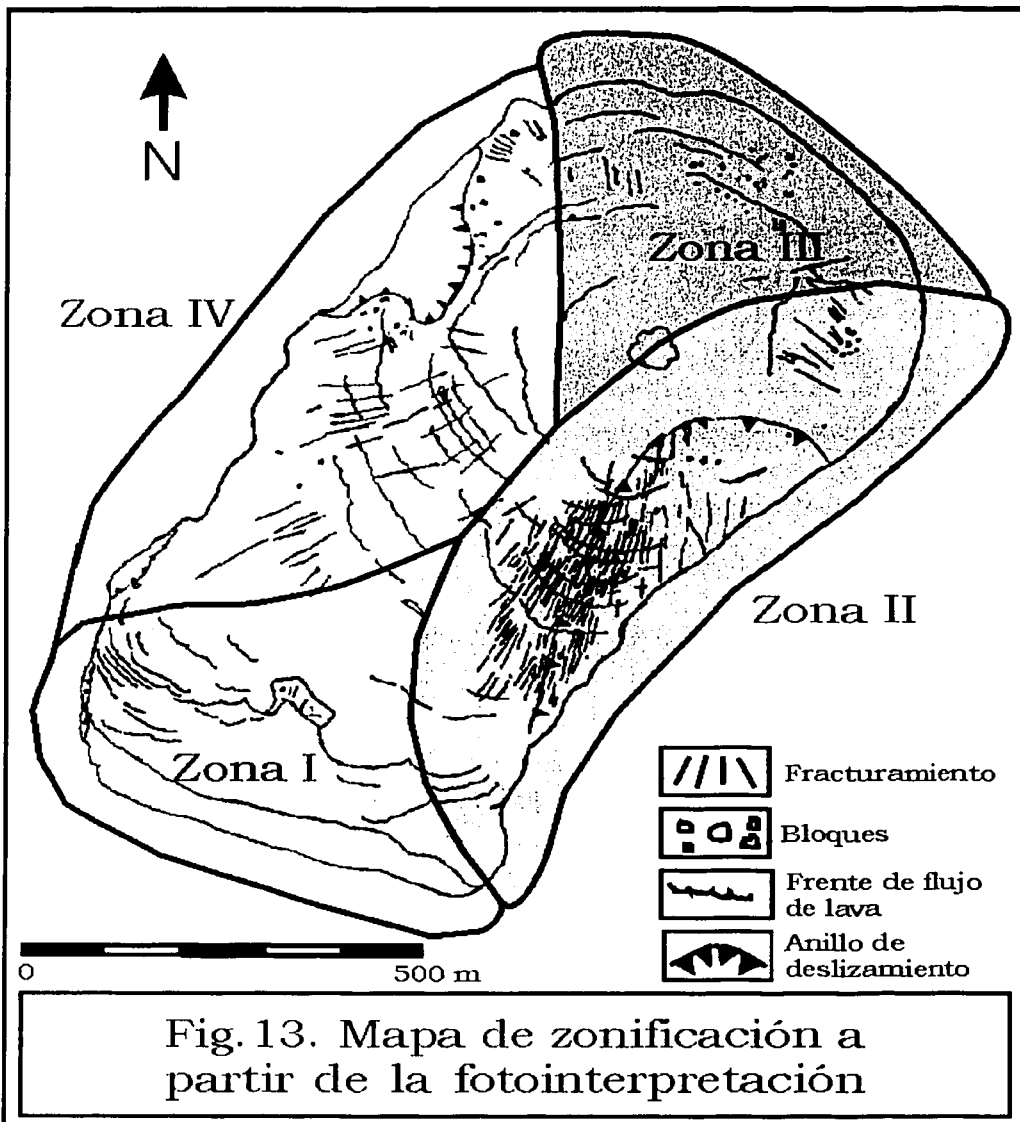 N
Zona III
Zona IV
Zona II
Zona I
Fracturamiento
Bloques
Frente de flujo
de lava
Anillo de
deslizamiento
0 500 m
Fig. 13. Mapa de zonificación a
partir de la fotointerpretación